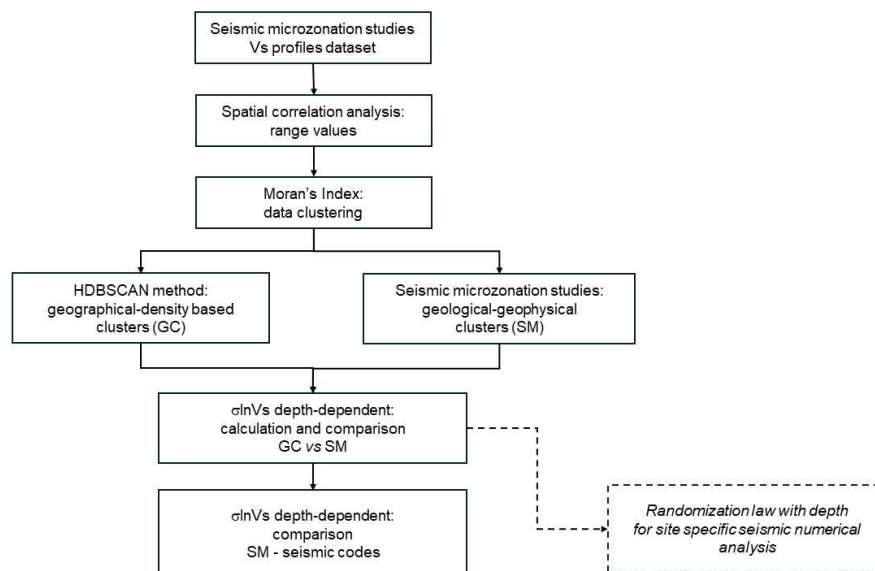 Seismic microzonation studies
Vs profiles dataset
Spatial correlation analysis:
range values
Moran's Index:
data clustering
HDBSCAN method:
geographical-density based
clusters (GC)
Seismic microzonation studies:
geological-geophysical
clusters (SM)
σlnVs depth-dependent:
calculation and comparison
GC vs SM
σlnVs depth-dependent:
comparison
SM - seismic codes
Randomization law with depth
for site specific seismic numerical
analysis